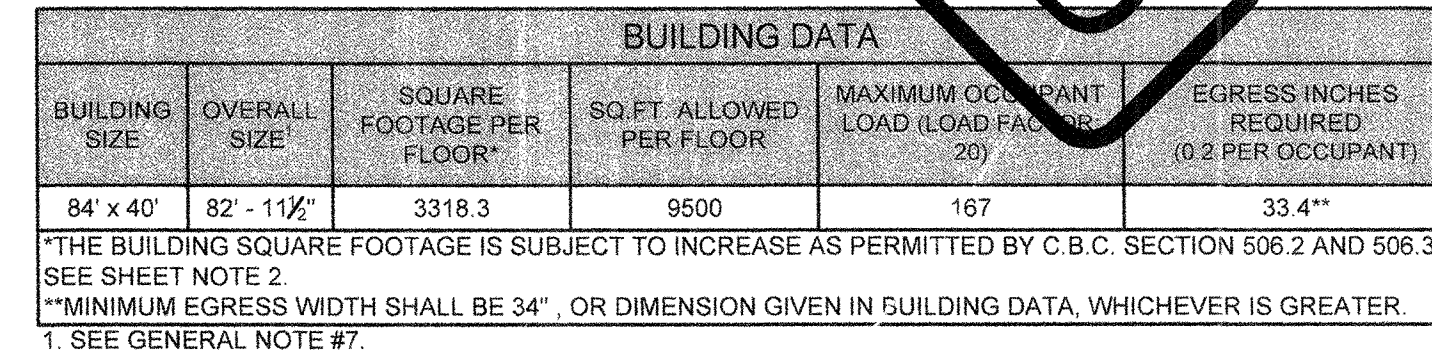 BUILDING DATA
BUILDING SIZE
OVERALL SIZE¹
SQUARE FOOTAGE PER FLOOR*
SQ.FT. ALLOWED PER FLOOR
MAXIMUM OCCUPANT LOAD (LOAD FACTOR 20)
EGRESS INCHES REQUIRED (0.2 PER OCCUPANT)
84' x 40'
82' - 11½"
3318.3
9500
167
33.4**
*THE BUILDING SQUARE FOOTAGE IS SUBJECT TO INCREASE AS PERMITTED BY C.B.C. SECTION 506.2 AND 506.3
SEE SHEET NOTE 2.
**MINIMUM EGRESS WIDTH SHALL BE 34" , OR DIMENSION GIVEN IN BUILDING DATA, WHICHEVER IS GREATER.
1. SEE GENERAL NOTE #7.